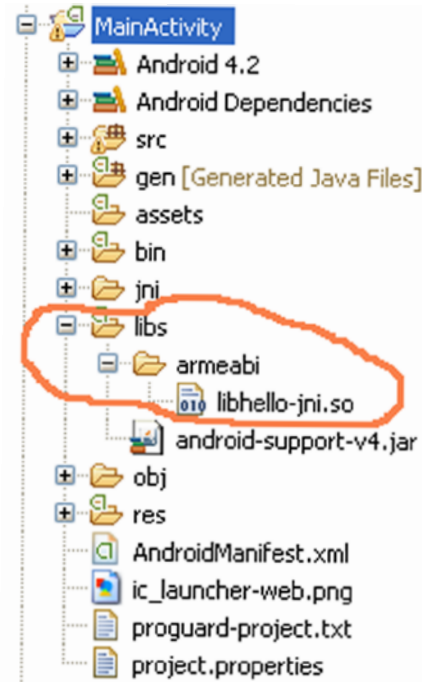 MainActivity
Android 4.2
Android Dependencies
src
gen [Generated Java Files]
assets
bin
jni
libs
armeabi
libhello-jni.so
android-support-v4.jar
obj
res
AndroidManifest.xml
ic_launcher-web.png
proguard-project.txt
project.properties